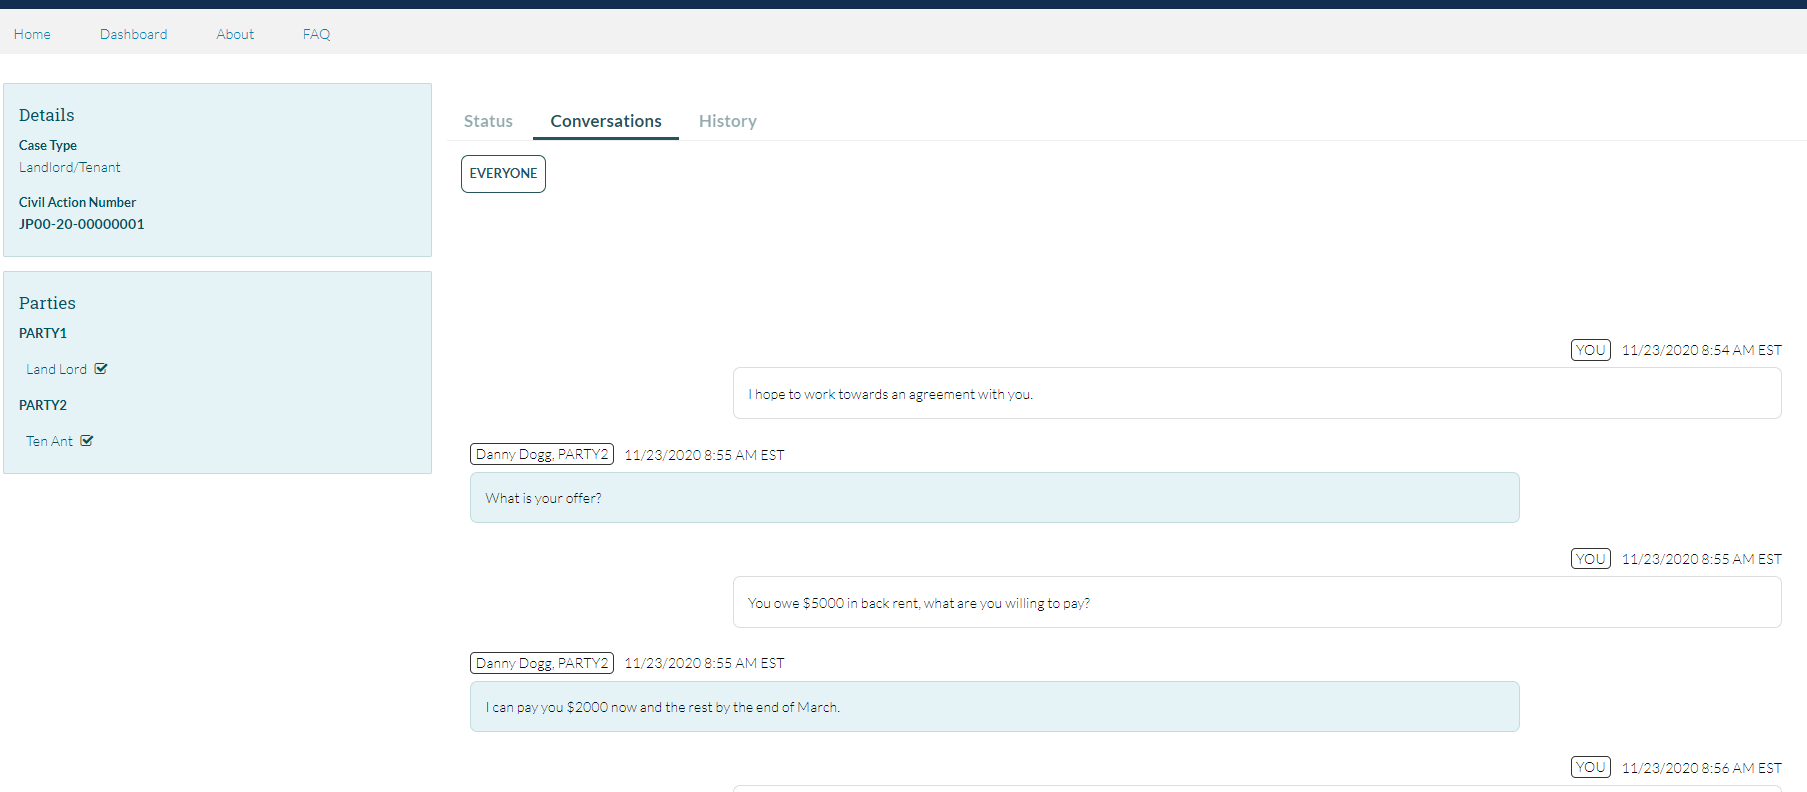 Home Dashboard About FAQ
Details
Case Type
Landlord/Tenant
Civil Action Number
JP00-20-00000001
Parties
PARTY1
Land Lord
PARTY2
Ten Ant
Status Conversations History
EVERYONE
YOU 11/23/2020 8:54 AM EST
I hope to work towards an agreement with you.
Danny Dogg, PARTY2 11/23/2020 8:55 AM EST
What is your offer?
YOU 11/23/2020 8:55 AM EST
You owe $5000 in back rent, what are you willing to pay?
Danny Dogg, PARTY2 11/23/2020 8:55 AM EST
I can pay you $2000 now and the rest by the end of March.
YOU 11/23/2020 8:56 AM EST